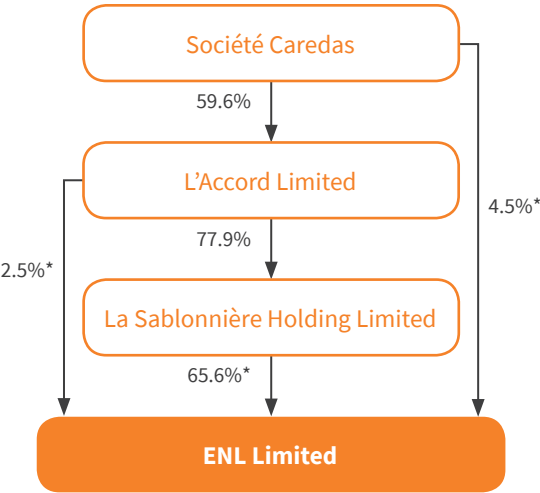 Société Caredas
59.6%
L’Accord Limited
4.5%*
77.9%
2.5%*
La Sablonnière Holding Limited
65.6%*
ENL Limited